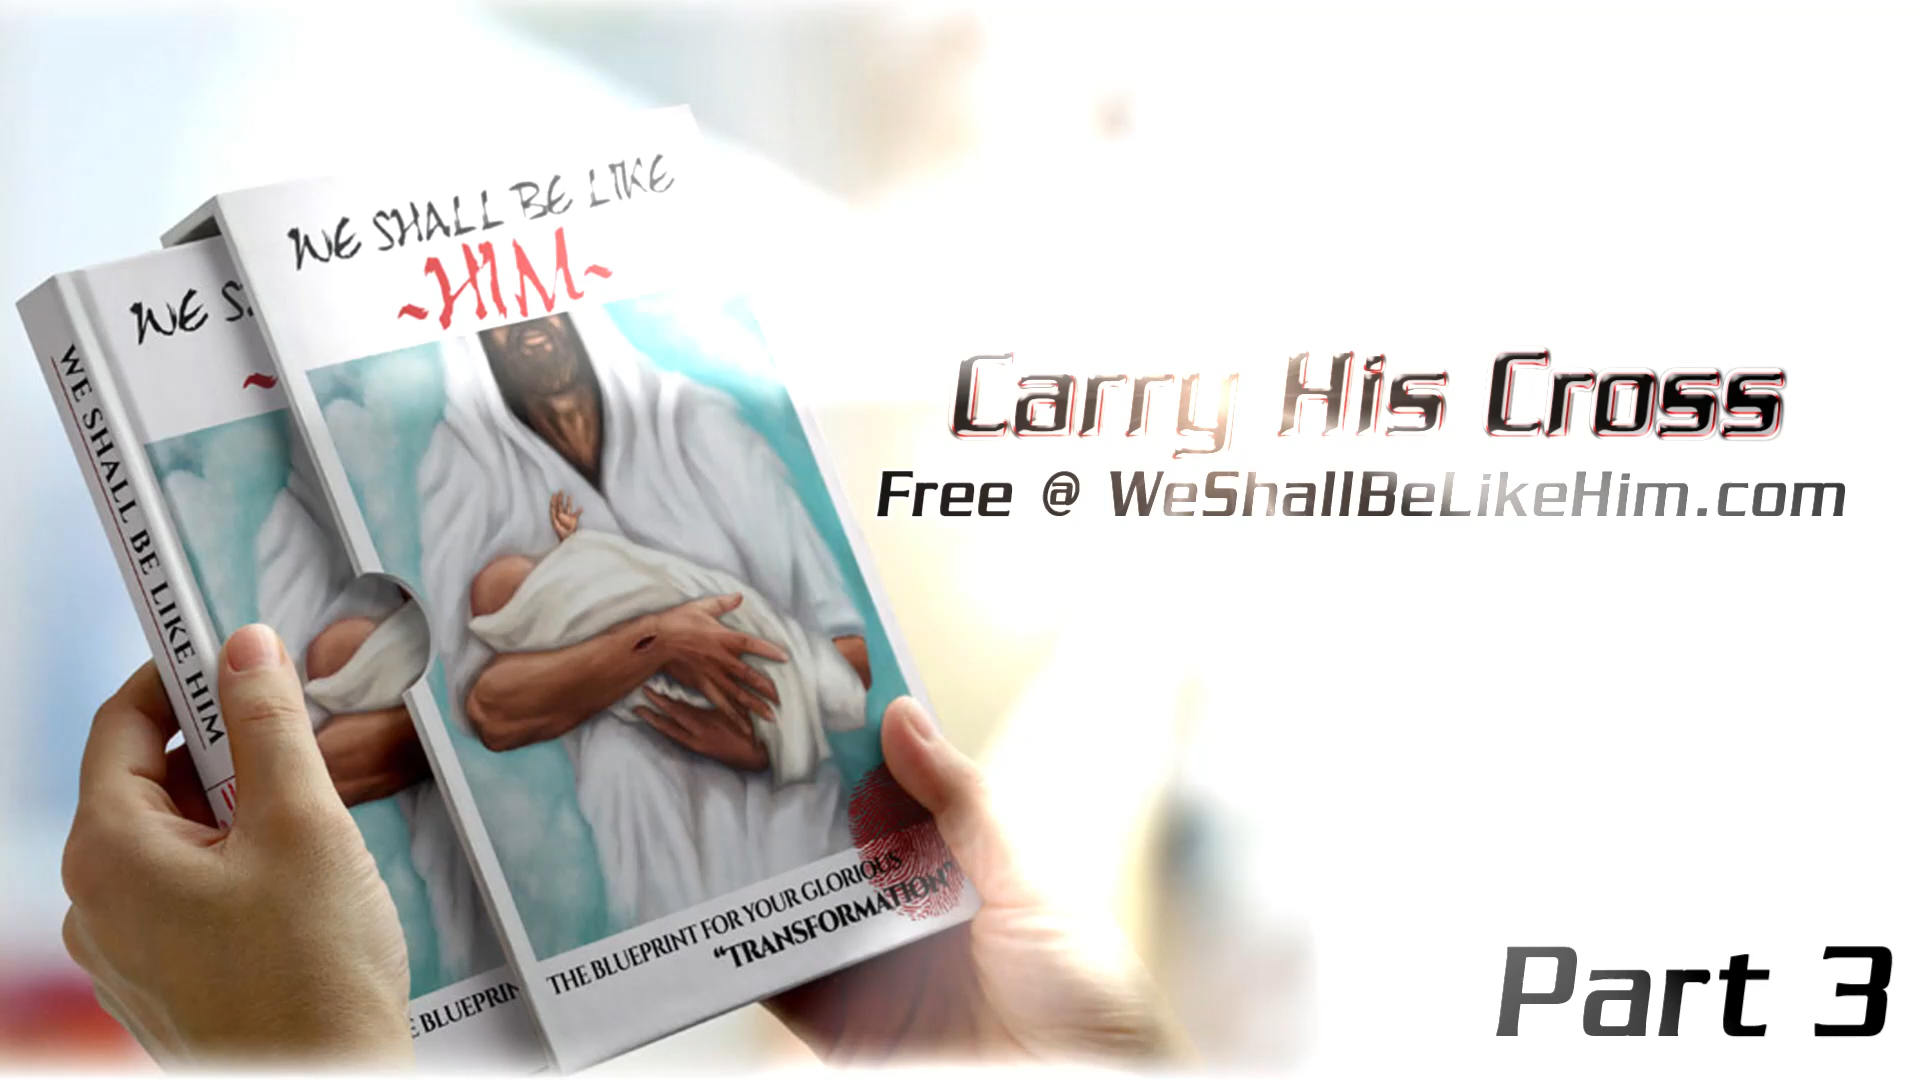 WE SHALL BE LIKE
~HIM~
WE S
~
WE SHALL BE LIKE HIM
THE BLUEPRINT FOR YOUR GLORIOUS
“TRANSFORMATION”
BLUEPRIN
Carry His Cross
Free @ WeShallBeLikeHim.com
Part 3